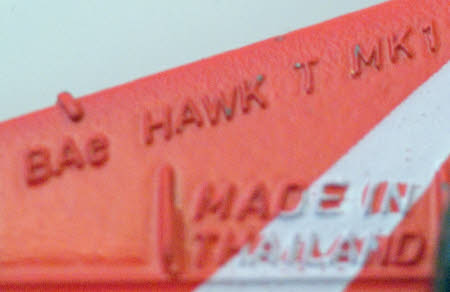 BAe HAWK T MK1
MADE IN
THAILAND